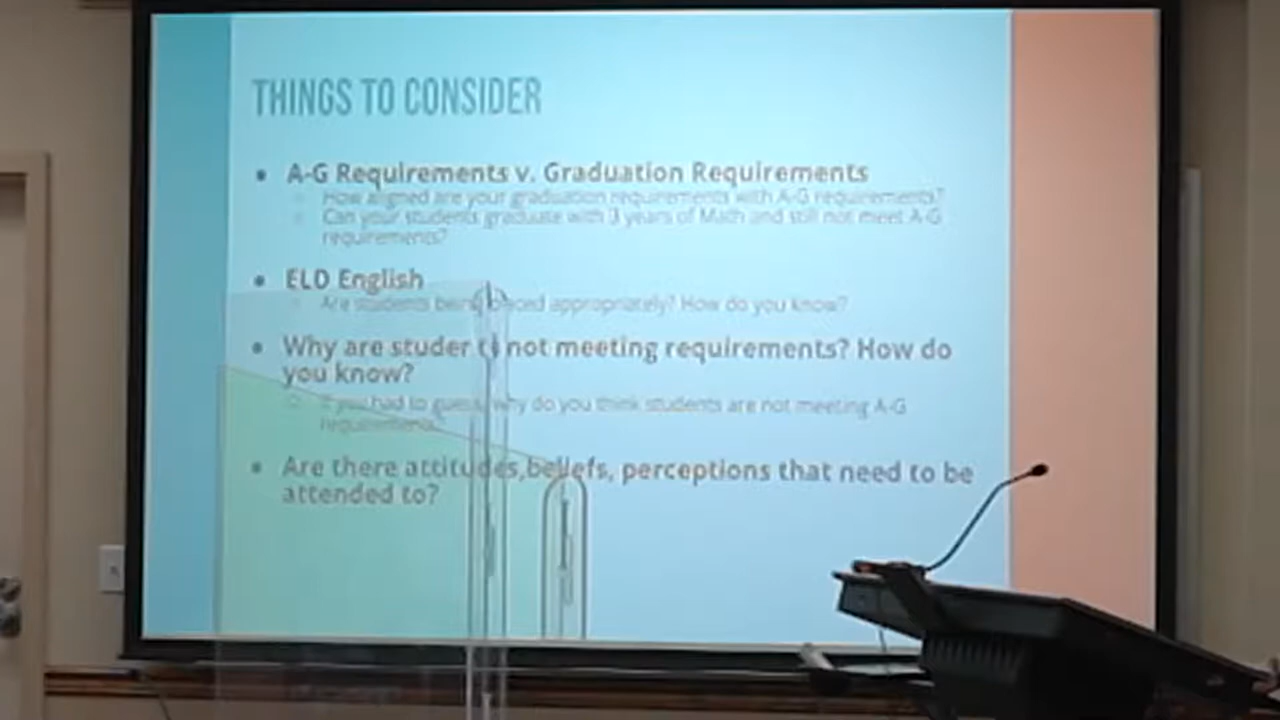 THINGS TO CONSIDER
• A-G Requirements v. Graduation Requirements
How aligned are your graduation requirements with A-G requirements?
Can your students graduate with 3 years of Math and still not meet A-G
requirements?
• ELD English
Are students being placed appropriately? How do you know?
• Why are students not meeting requirements? How do
you know?
If you had to guess, why do you think students are not meeting A-G
requirements?
• Are there attitudes,beliefs, perceptions that need to be
attended to?